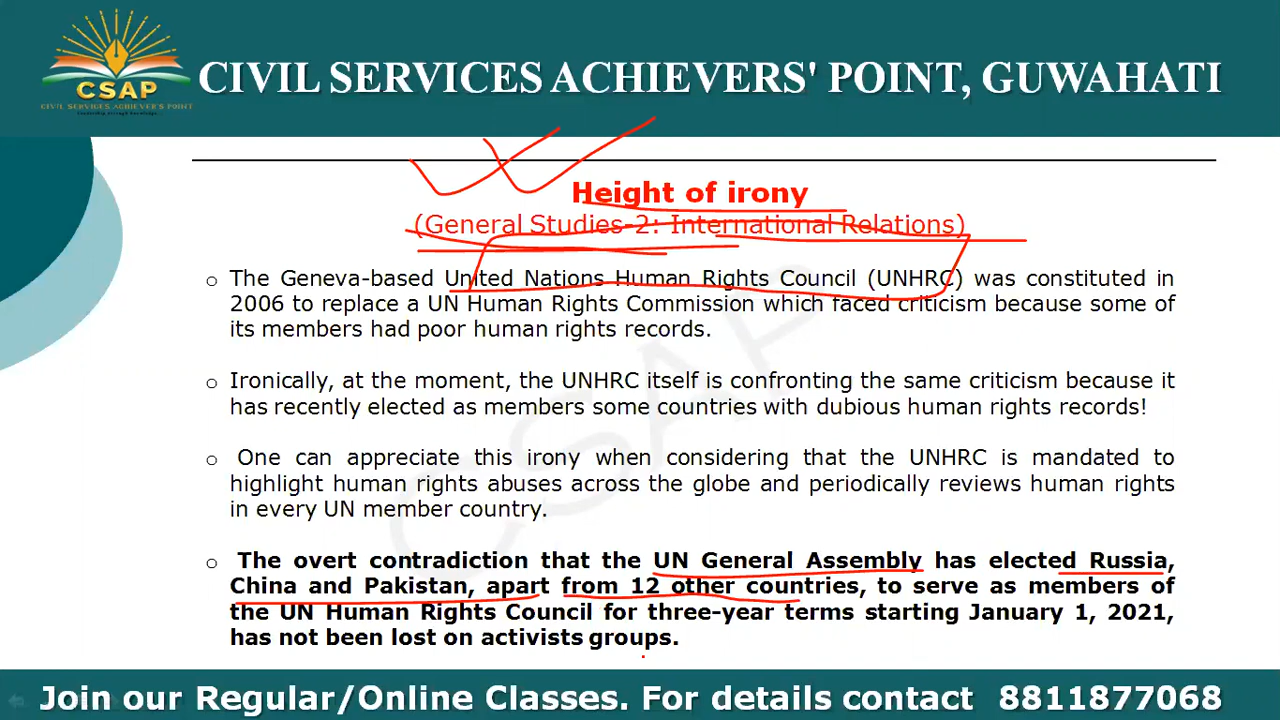 CSAP
CIVIL SERVICES ACHIEVER'S POINT
CIVIL SERVICES ACHIEVERS' POINT, GUWAHATI
Height of irony
(General Studies-2: International Relations)
o The Geneva-based United Nations Human Rights Council (UNHRC) was constituted in
2006 to replace a UN Human Rights Commission which faced criticism because some of
its members had poor human rights records.
o Ironically, at the moment, the UNHRC itself is confronting the same criticism because it
has recently elected as members some countries with dubious human rights records!
o One can appreciate this irony when considering that the UNHRC is mandated to
highlight human rights abuses across the globe and periodically reviews human rights
in every UN member country.
o The overt contradiction that the UN General Assembly has elected Russia,
China and Pakistan, apart from 12 other countries, to serve as members of
the UN Human Rights Council for three-year terms starting January 1, 2021,
has not been lost on activists groups.
CSAP
Join our Regular/Online Classes. For details contact 8811877068